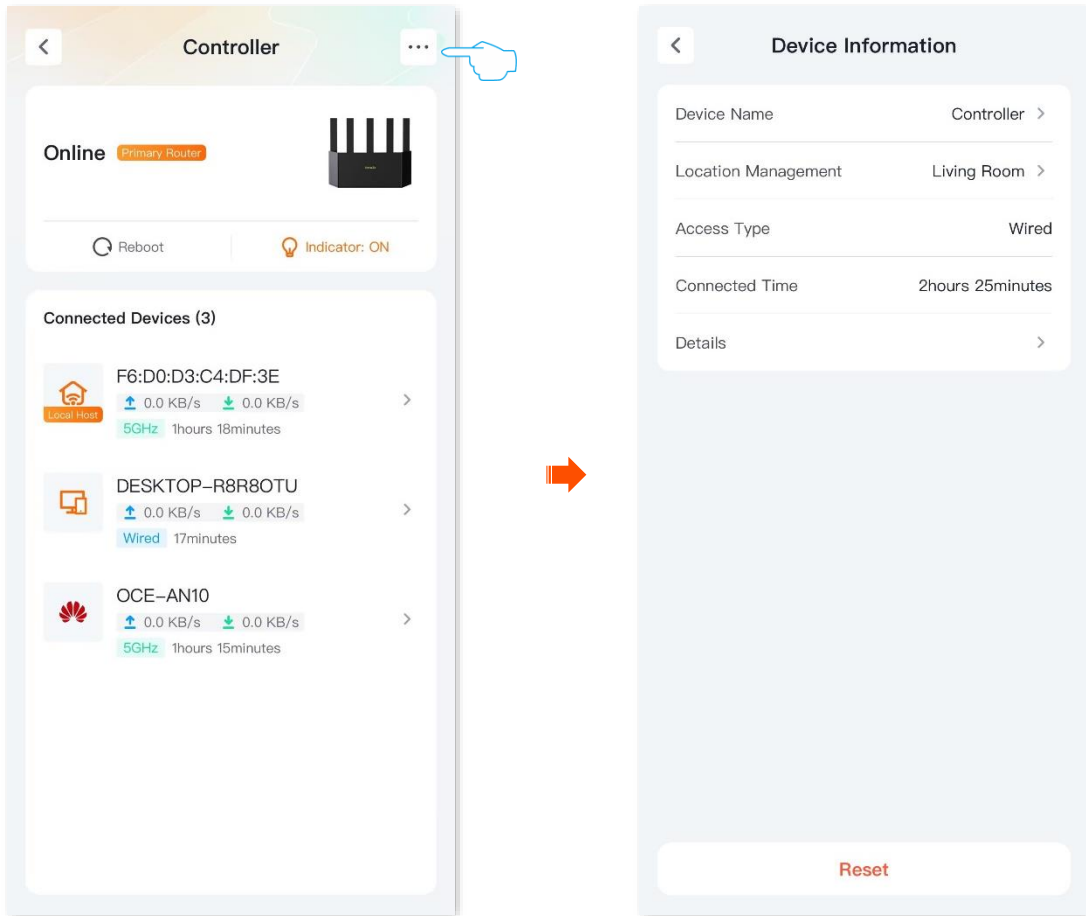 Controller
...
Online Primary Router
Reboot Indicator: ON
Connected Devices (3)
F6:D0:D3:C4:DF:3E
0.0 KB/s 0.0 KB/s
Local Host
5GHz 1hours 18minutes
DESKTOP-R8R8OTU
0.0 KB/s 0.0 KB/s
Wired 17minutes
OCE-AN10
0.0 KB/s 0.0 KB/s
5GHz 1hours 15minutes
Device Information
Device Name Controller
Location Management Living Room
Access Type Wired
Connected Time 2hours 25minutes
Details
Reset